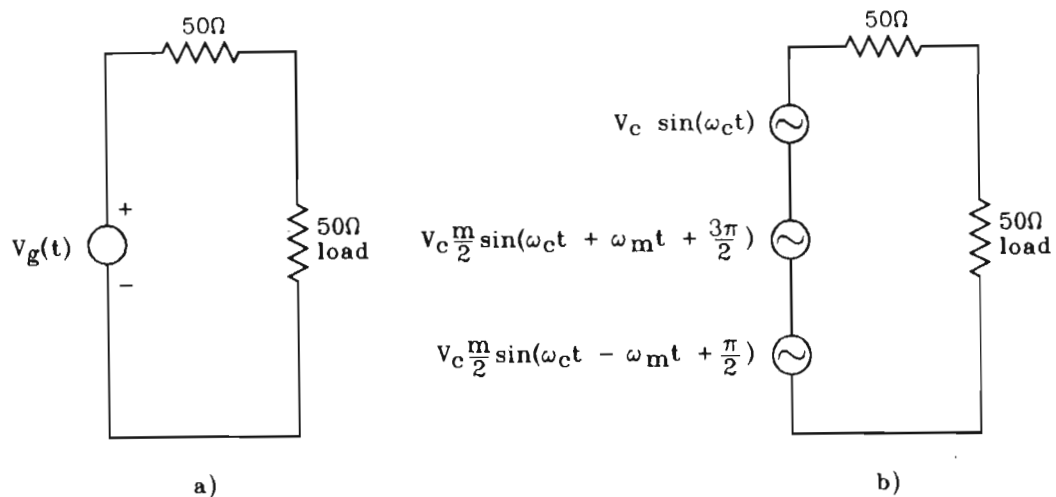 50Ω
+
V_g(t)
−
50Ω
load
a)
50Ω
V_c sin(ω_c t)
V_c m/2 sin(ω_c t + ω_m t + 3π/2)
V_c m/2 sin(ω_c t − ω_m t + π/2)
50Ω
load
b)